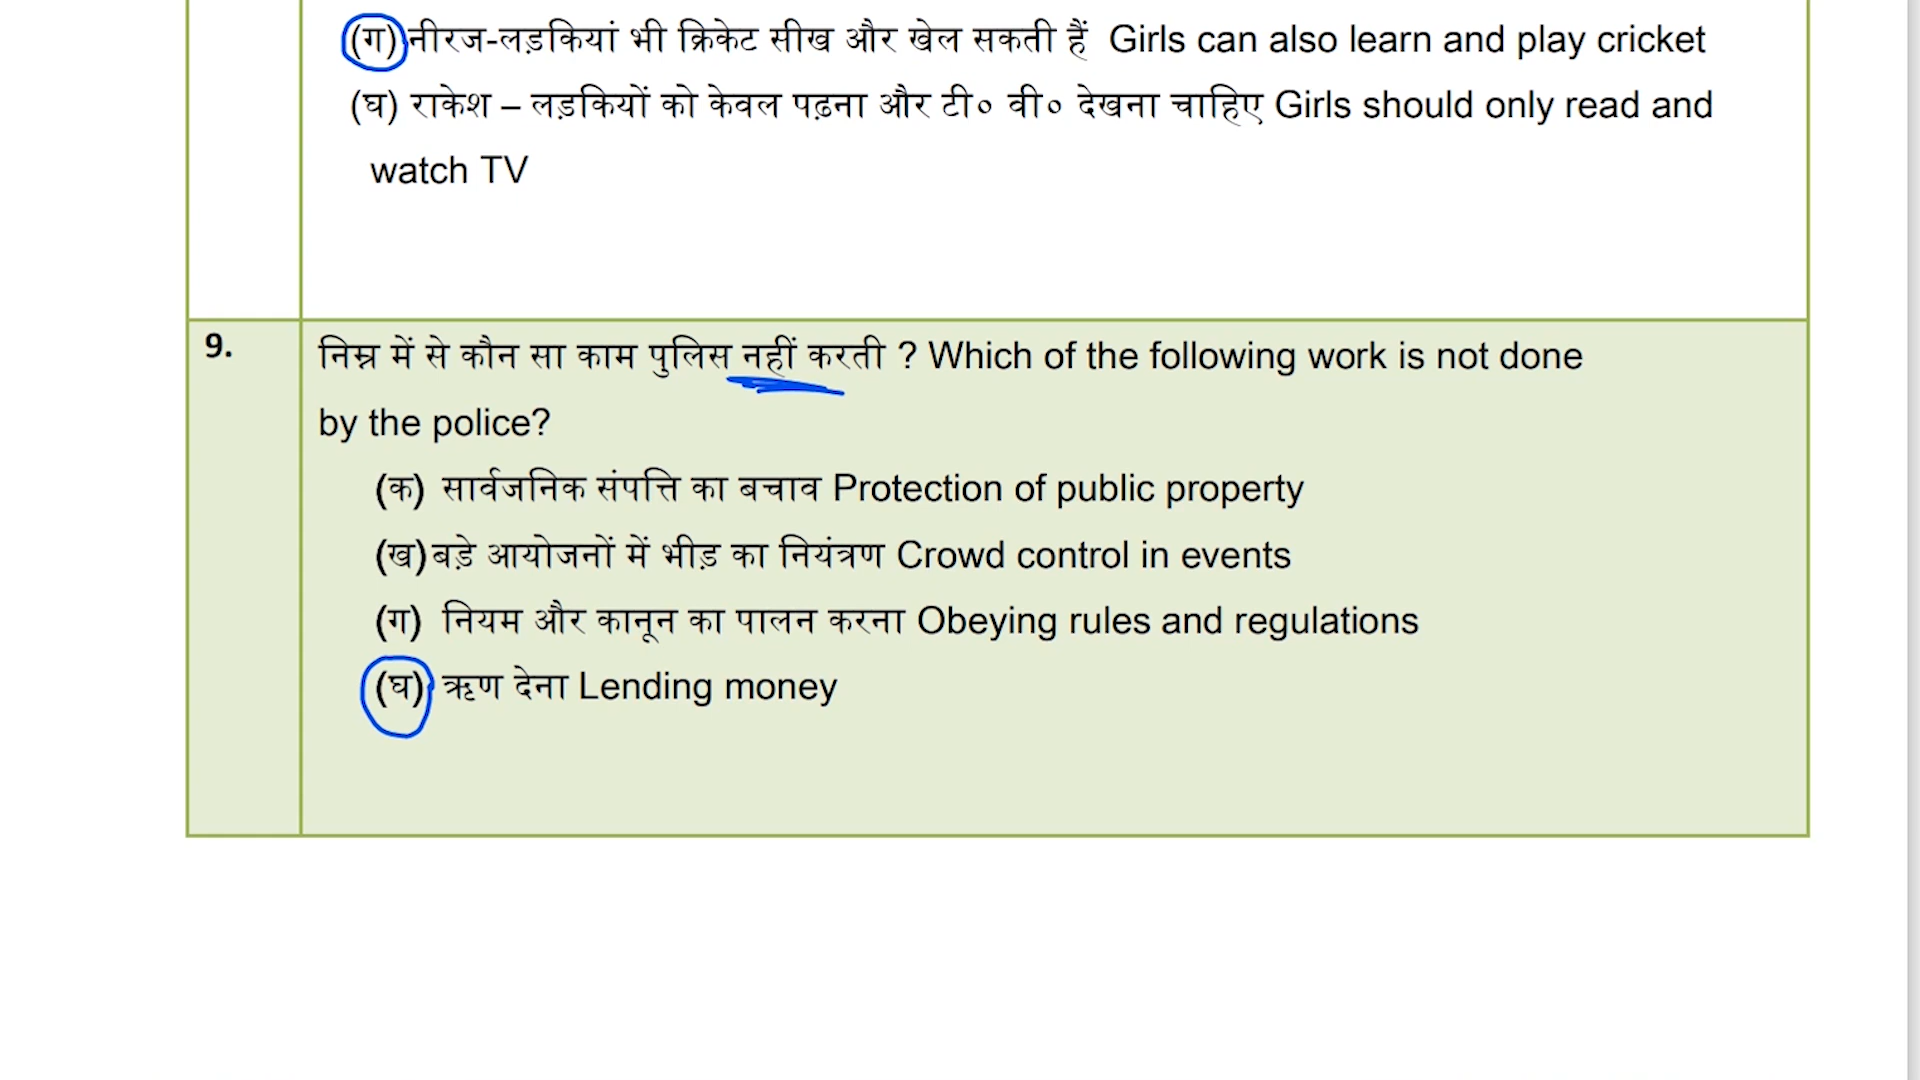 (ग) नीरज-लड़कियां भी क्रिकेट सीख और खेल सकती हैं Girls can also learn and play cricket
(घ) राकेश – लड़कियों को केवल पढ़ना और टी० वी० देखना चाहिए Girls should only read and
watch TV
9. निम्न में से कौन सा काम पुलिस नहीं करती ? Which of the following work is not done
by the police?
(क) सार्वजनिक संपत्ति का बचाव Protection of public property
(ख) बड़े आयोजनों में भीड़ का नियंत्रण Crowd control in events
(ग) नियम और कानून का पालन करना Obeying rules and regulations
(घ) ऋण देना Lending money